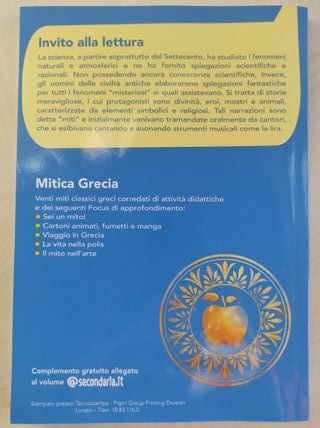 Invito alla lettura
La scienza, a partire soprattutto dal Settecento, ha studiato i fenomeni
naturali e atmosferici e ne ha fornito spiegazioni scientifiche e
razionali. Non possedendo ancora conoscenze scientifiche, invece,
gli uomini delle civiltà antiche elaborarono spiegazioni fantastiche
per tutti i fenomeni "misteriosi" ai quali assistevano. Si tratta di storie
meravigliose, i cui protagonisti sono divinità, eroi, mostri e animali,
caratterizzate da elementi simbolici e religiosi. Tali narrazioni sono
dette "miti" e inizialmente venivano tramandate oralmente da cantori,
che si esibivano cantando e suonando strumenti musicali come la lira.
Mitica Grecia
Venti miti classici greci corredati di attività didattiche
e dei seguenti Focus di approfondimento:
• Sei un mito!
• Cartoni animati, fumetti e manga
• Viaggio in Grecia
• La vita nella polis
• Il mito nell'arte
Complemento gratuito allegato
al volume @secondaria.it
Stampato presso: Tecnostampa - Pigini Group Printing Division
Loreto - Trevi 18.83.116.0